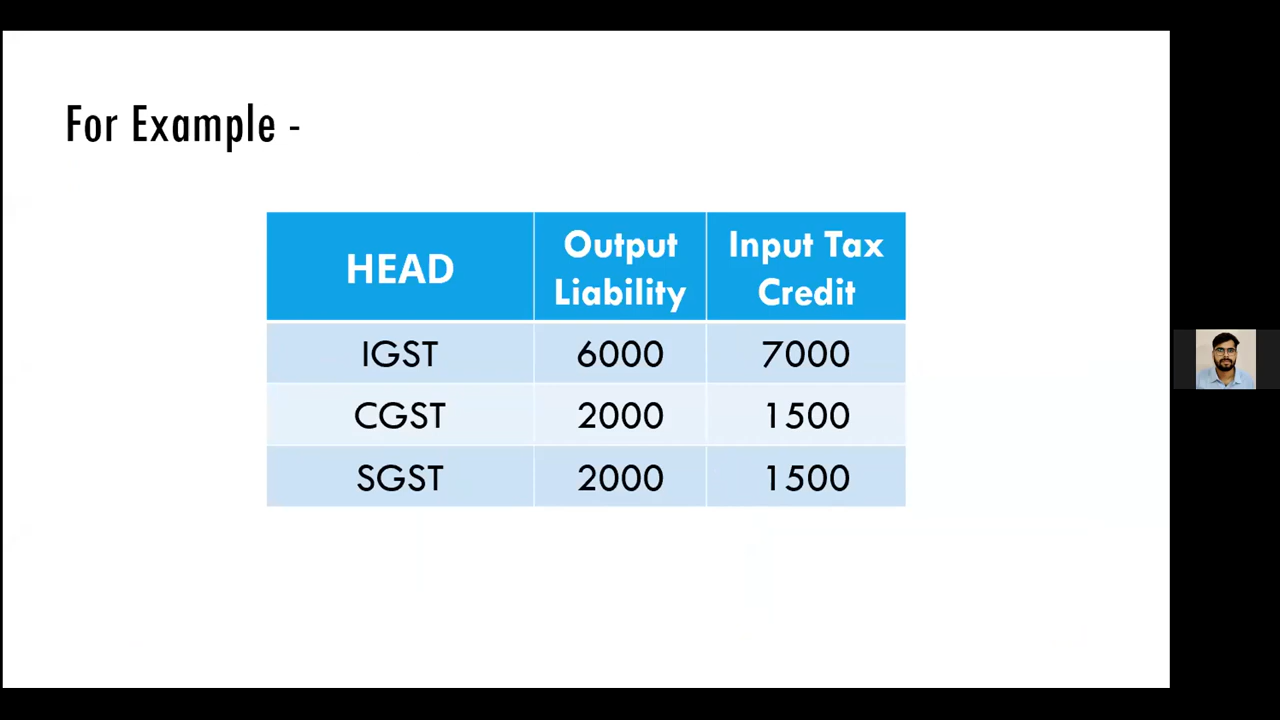 For Example -
HEAD Output Liability Input Tax Credit
IGST 6000 7000
CGST 2000 1500
SGST 2000 1500